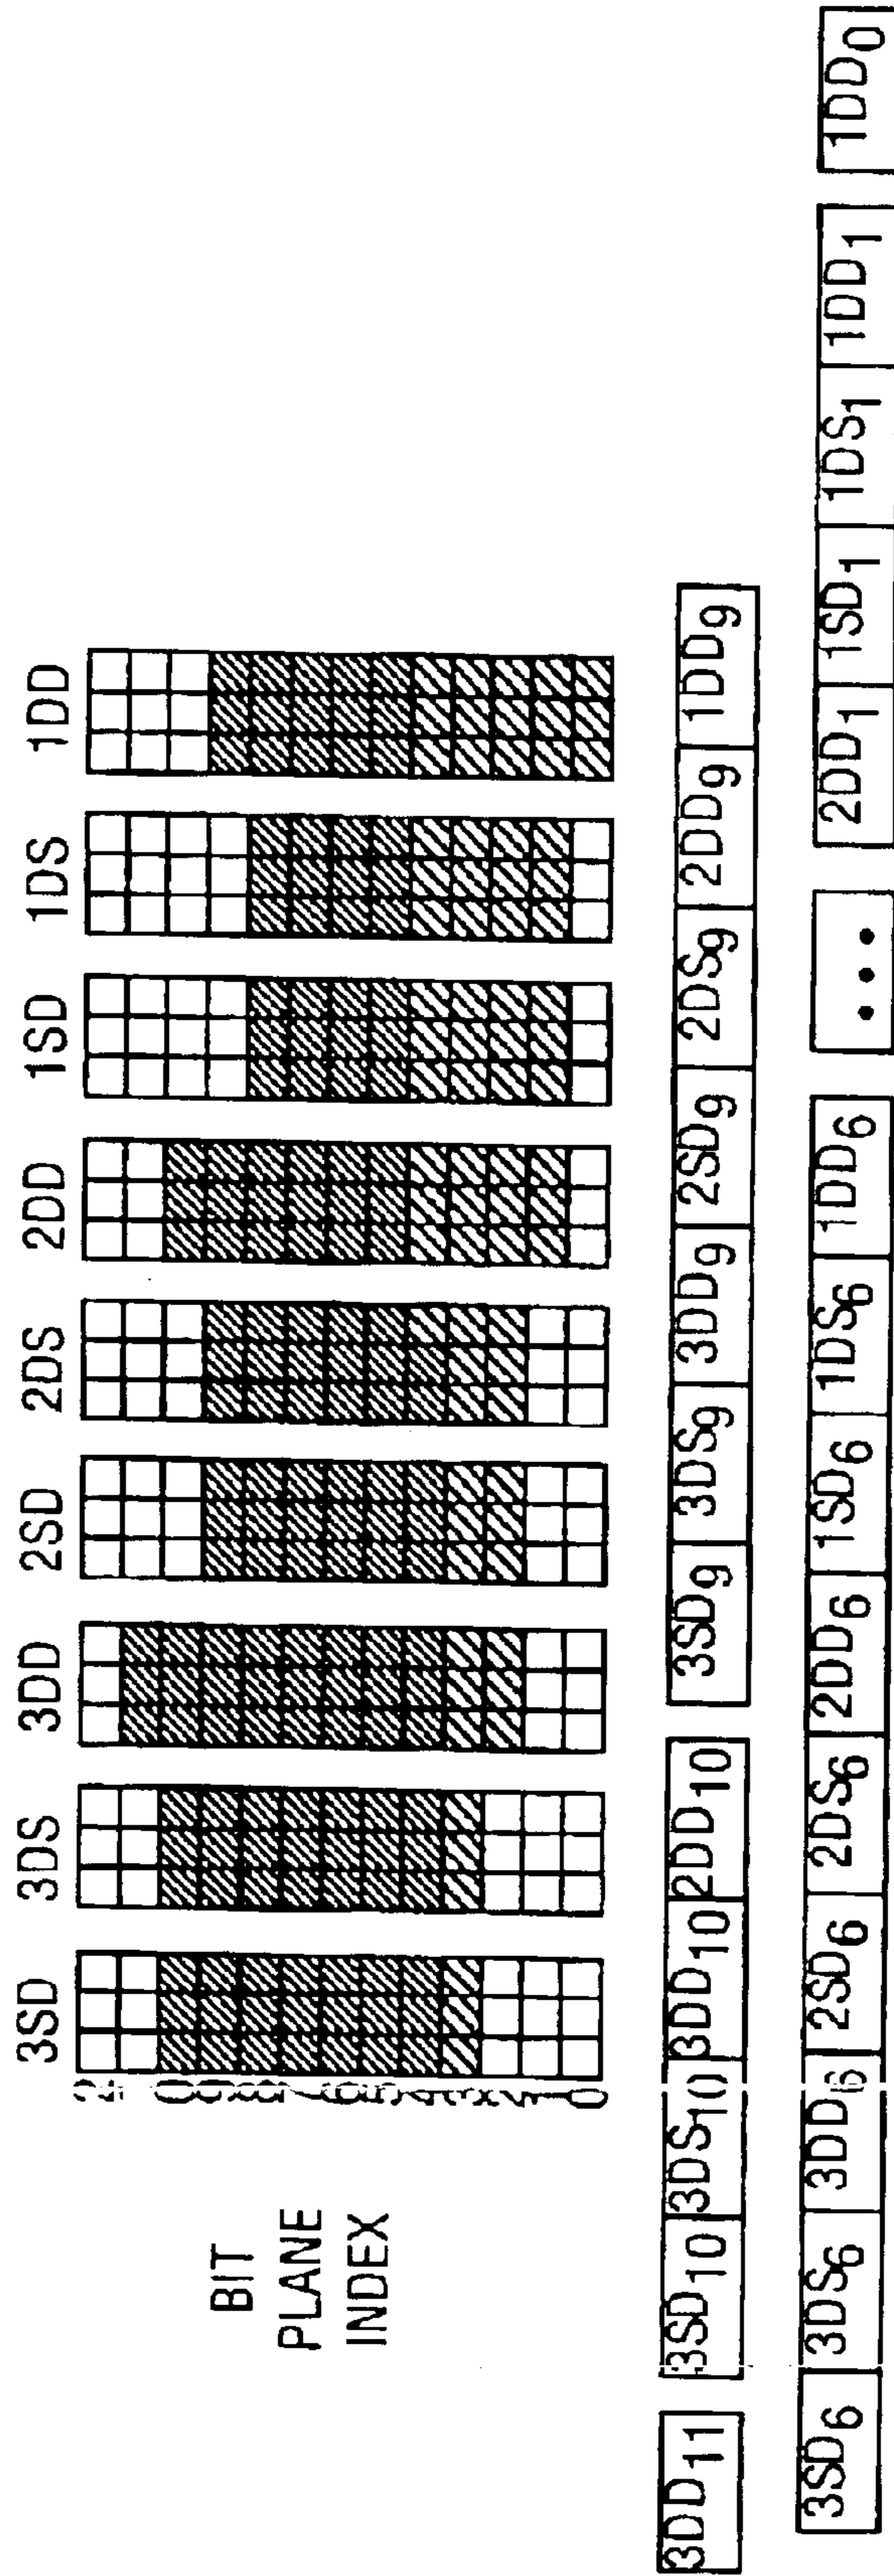 3SD 3DS 3DD 2SD 2DS 2DD 1SD 1DS 1DD
BIT
PLANE
INDEX
3DD11 3SD10 3DS10 3DD10 2DD10 3SD9 3DS9 3DD9 2SD9 2DS9 2DD9 1DD9
3SD6 3DS6 3DD6 2SD6 2DS6 2DD6 1SD6 1DS6 1DD6 ... 2DD1 1SD1 1DS1 1DD1 1DD0